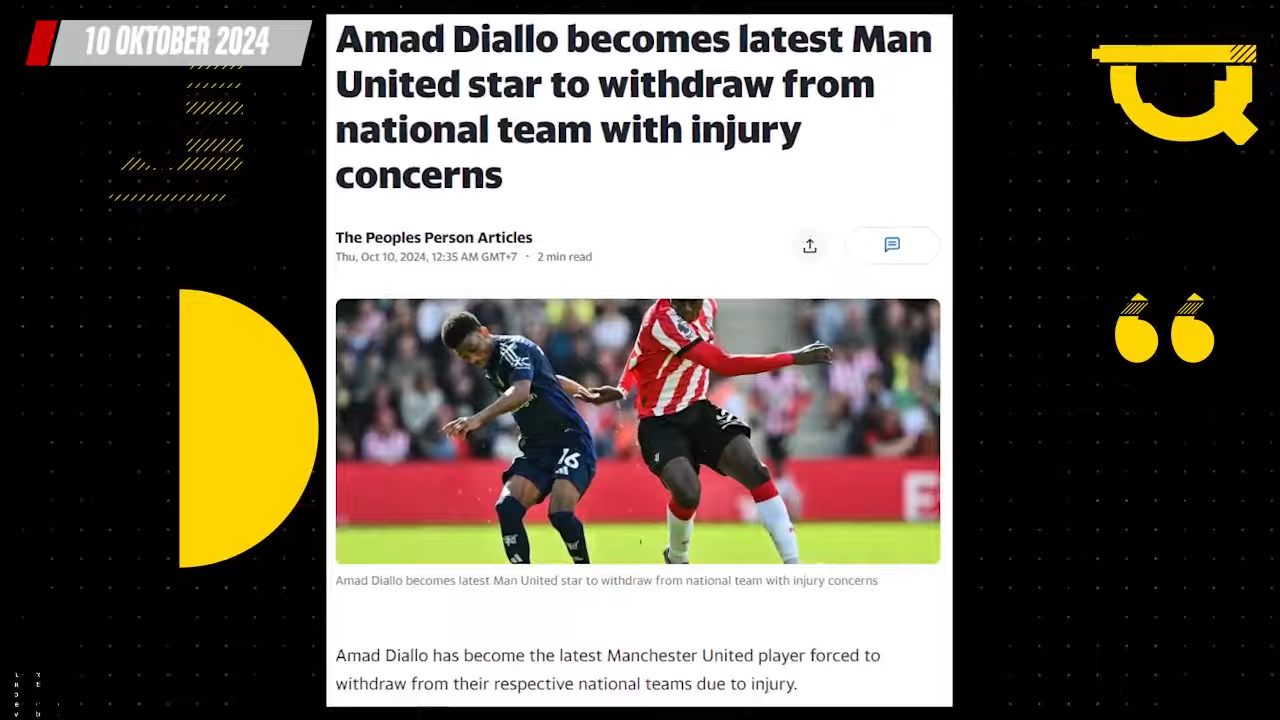 10 OKTOBER 2024
Amad Diallo becomes latest Man
United star to withdraw from
national team with injury
concerns
The Peoples Person Articles
Thu, Oct 10, 2024, 12:35 AM GMT+7 · 2 min read
16
Amad Diallo becomes latest Man United star to withdraw from national team with injury concerns
Amad Diallo has become the latest Manchester United player forced to
withdraw from their respective national teams due to injury.